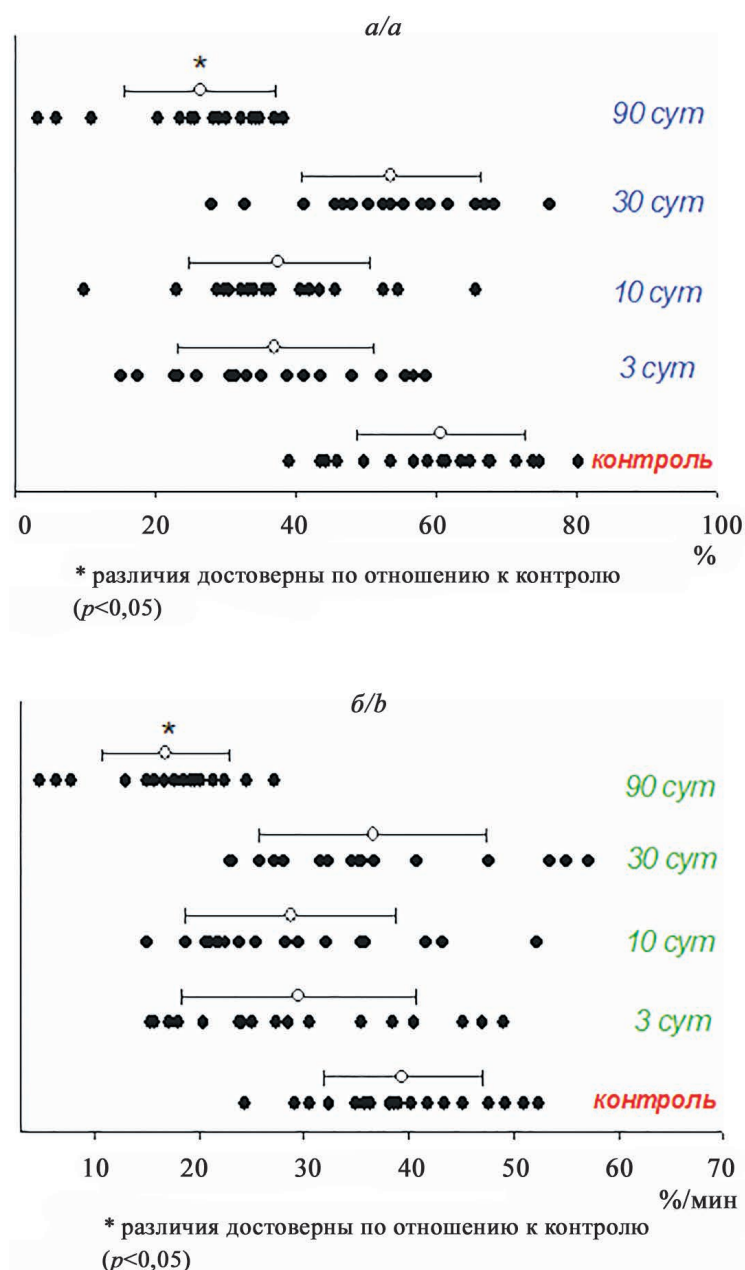 а/a
*
90 сут
30 сут
10 сут
3 сут
контроль
0 20 40 60 80 100
%
* различия достоверны по отношению к контролю
(p<0,05)
б/b
*
90 сут
30 сут
10 сут
3 сут
контроль
10 20 30 40 50 60 70
%/мин
* различия достоверны по отношению к контролю
(p<0,05)